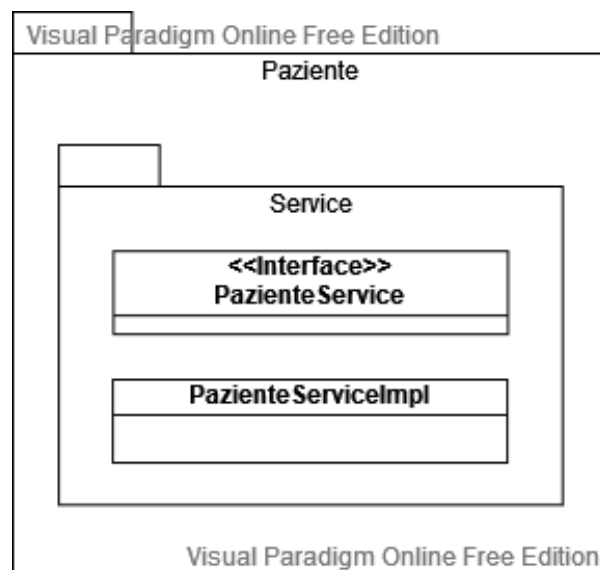 Visual Paradigm Online Free Edition
Paziente
Service
<<Interface>>
PazienteService
PazienteServiceImpl
Visual Paradigm Online Free Edition